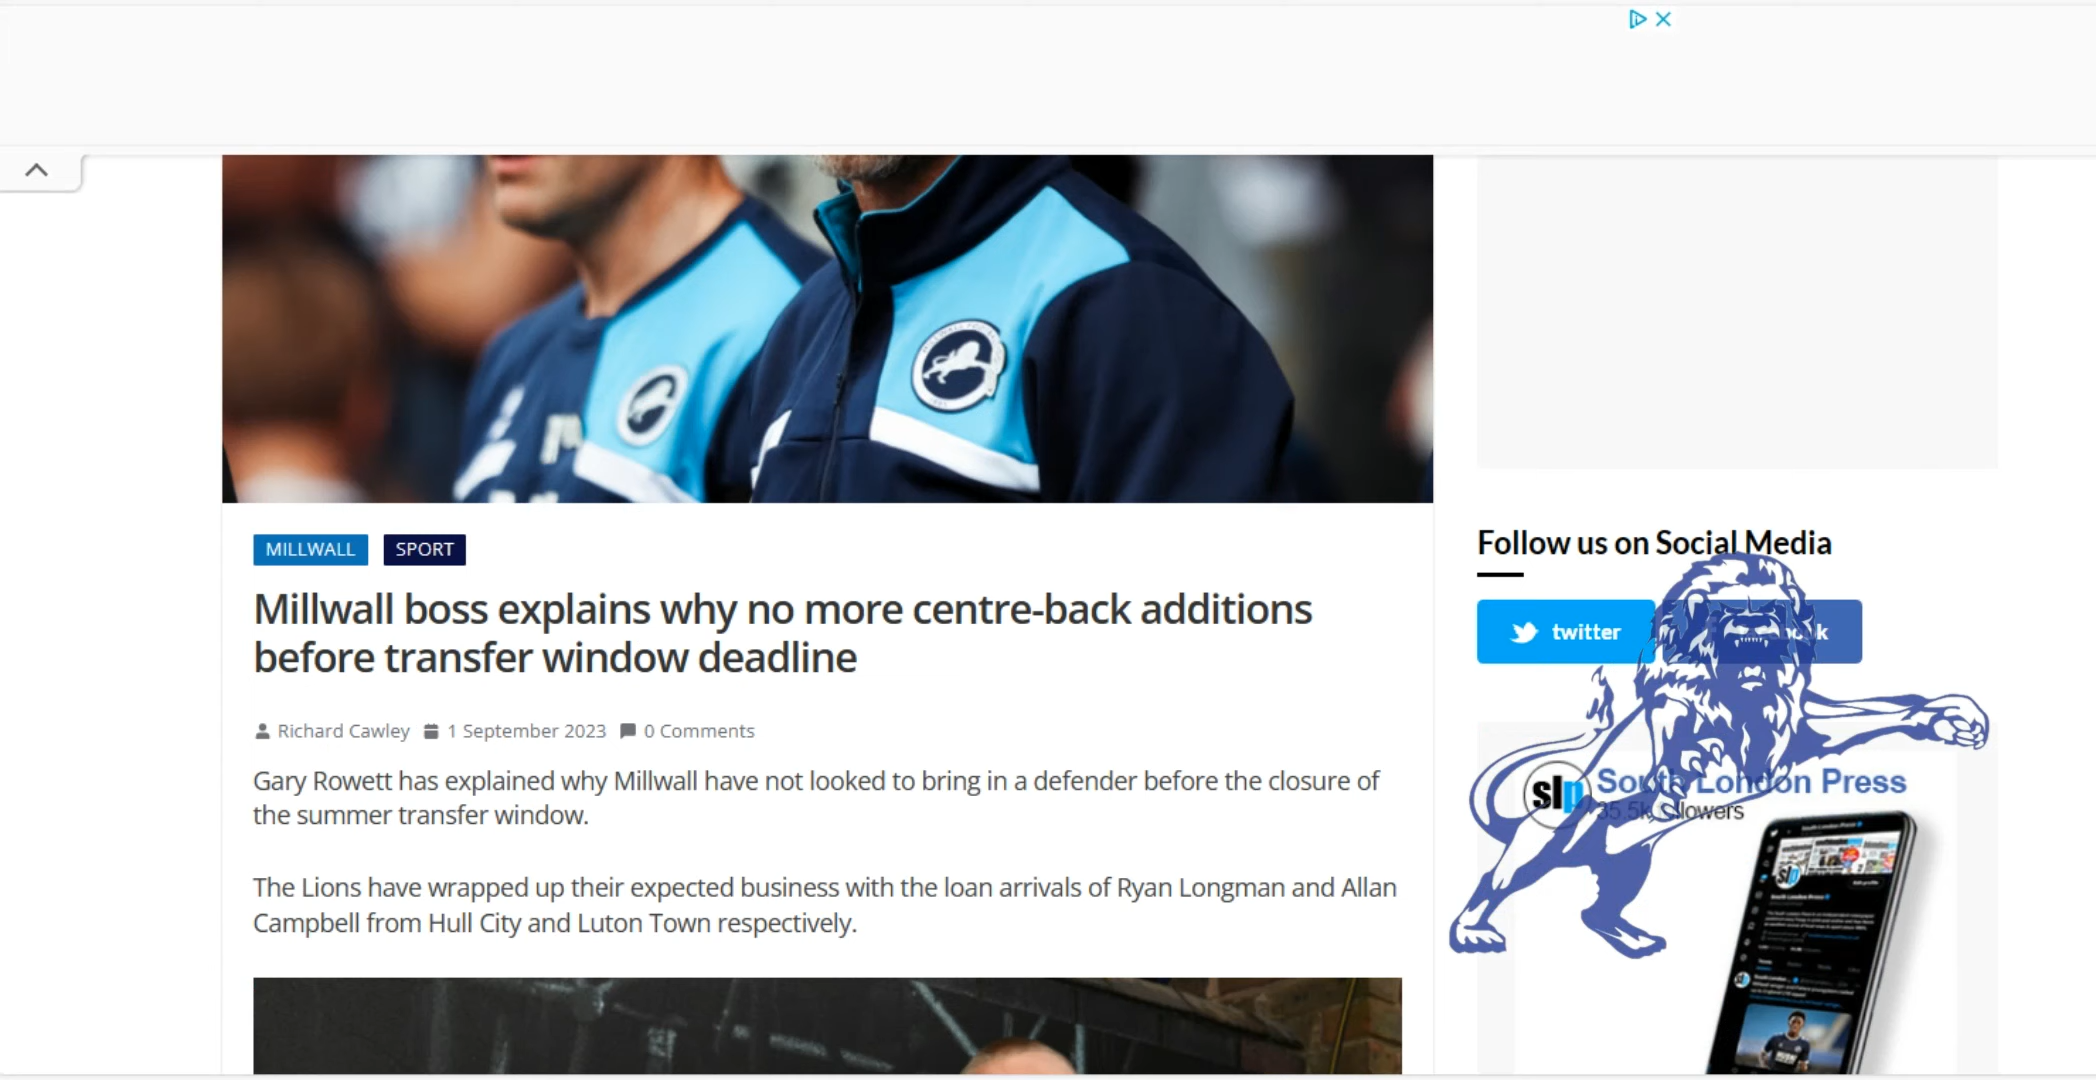 MILLWALL SPORT
Millwall boss explains why no more centre-back additions
before transfer window deadline
Richard Cawley 1 September 2023 0 Comments
Gary Rowett has explained why Millwall have not looked to bring in a defender before the closure of
the summer transfer window.
The Lions have wrapped up their expected business with the loan arrivals of Ryan Longman and Allan
Campbell from Hull City and Luton Town respectively.
Follow us on Social Media
twitter
slp South London Press
35.5k